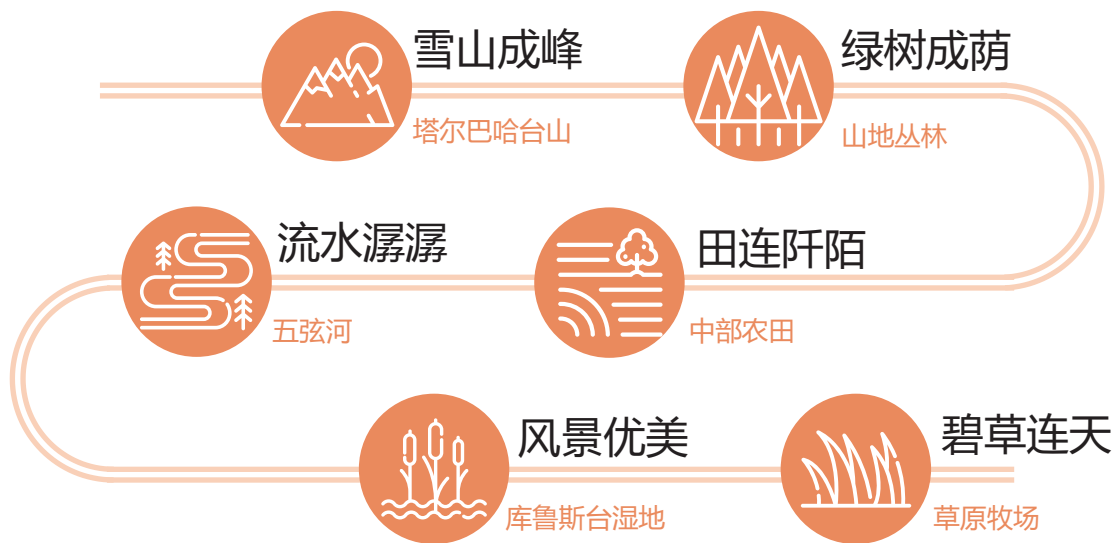 雪山成峰
塔尔巴哈台山
绿树成荫
山地丛林
流水潺潺
五弦河
田连阡陌
中部农田
风景优美
库鲁斯台湿地
碧草连天
草原牧场